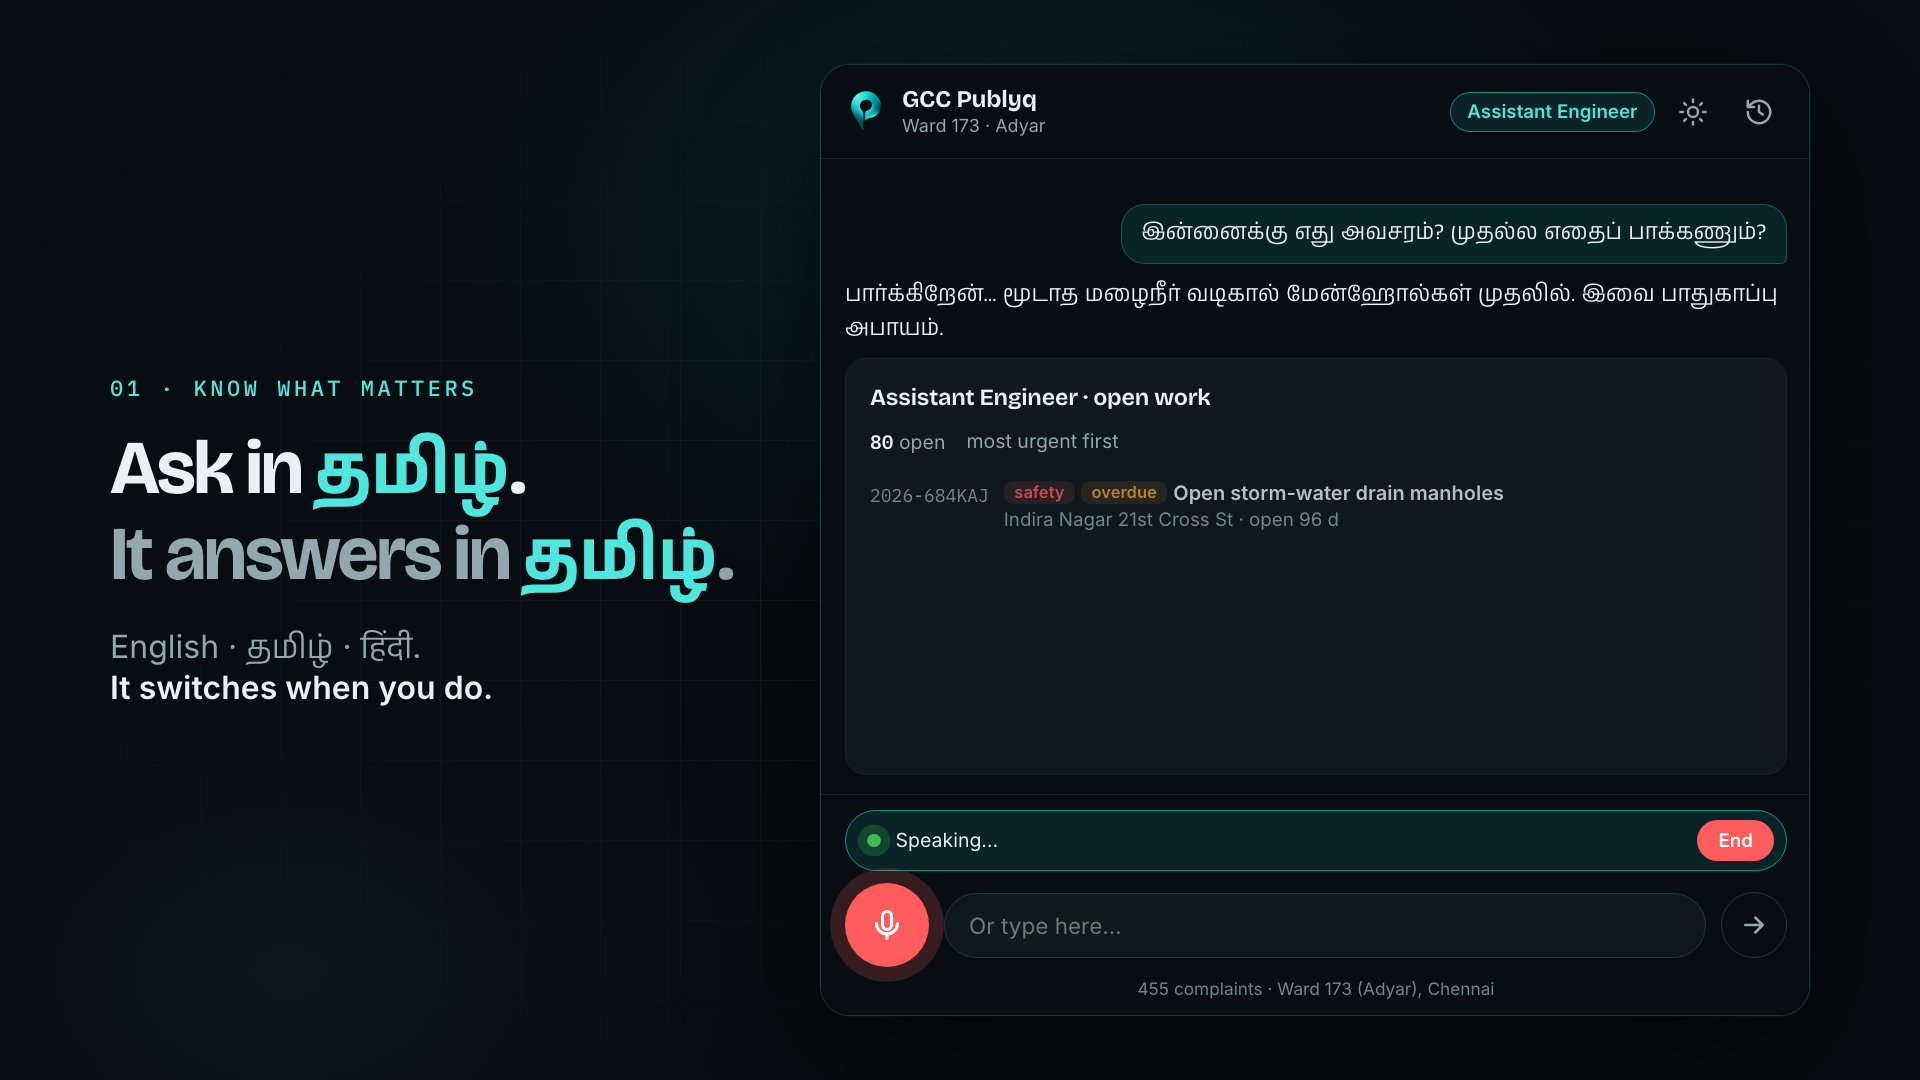 01 · KNOW WHAT MATTERS
Ask in தமிழ்.
It answers in தமிழ்.
English · தமிழ் · हिंदी.
It switches when you do.
GCC Publyq
Ward 173 · Adyar
Assistant Engineer
இன்னைக்கு எது அவசரம்? முதல்ல எதைப் பாக்கணும்?
பார்க்கிறேன்... மூடாத மழைநீர் வடிகால் மேன்ஹோல்கள் முதலில். இவை பாதுகாப்பு
அபாயம்.
Assistant Engineer · open work
80 open most urgent first
2026-684KAJ safety overdue Open storm-water drain manholes
Indira Nagar 21st Cross St · open 96 d
Speaking...
End
Or type here...
455 complaints · Ward 173 (Adyar), Chennai